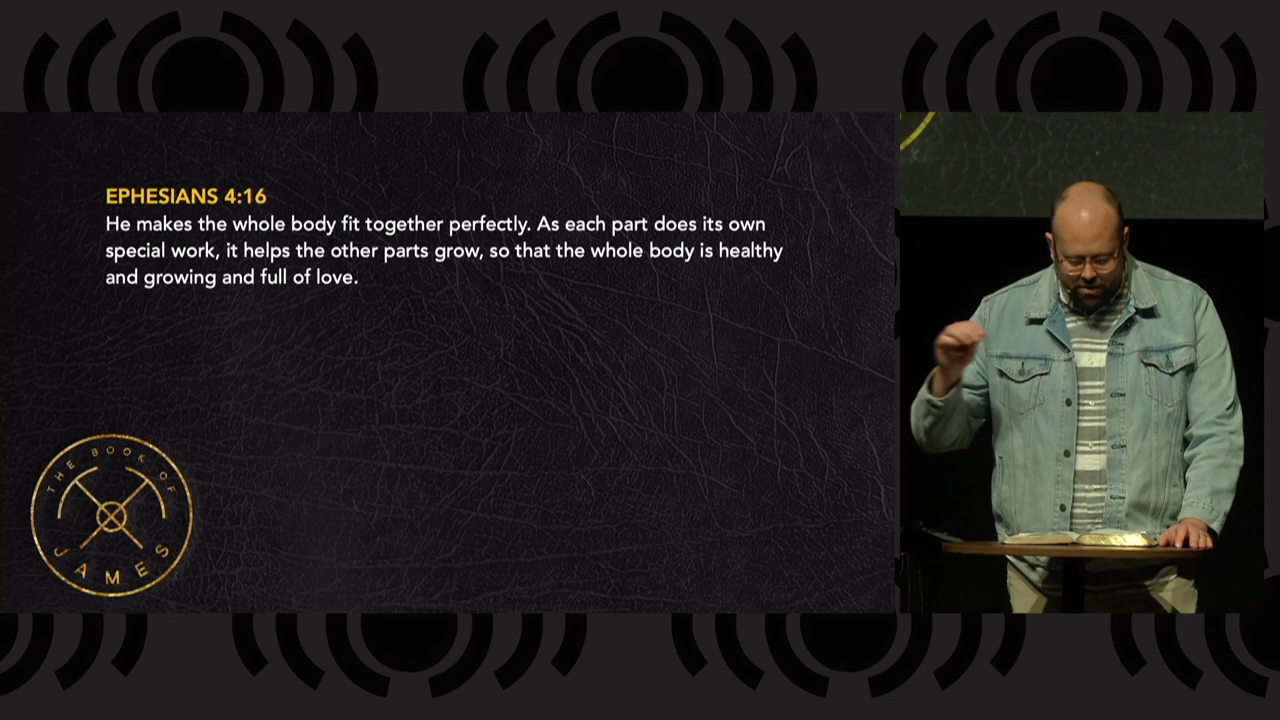 EPHESIANS 4:16
He makes the whole body fit together perfectly. As each part does its own
special work, it helps the other parts grow, so that the whole body is healthy
and growing and full of love.
THE BOOK OF
JAMES